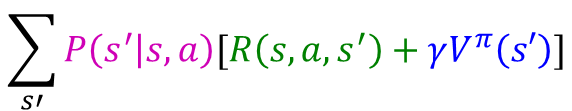 ∑ P(s′|s, a)[R(s, a, s′) + γV^π(s′)]
s′